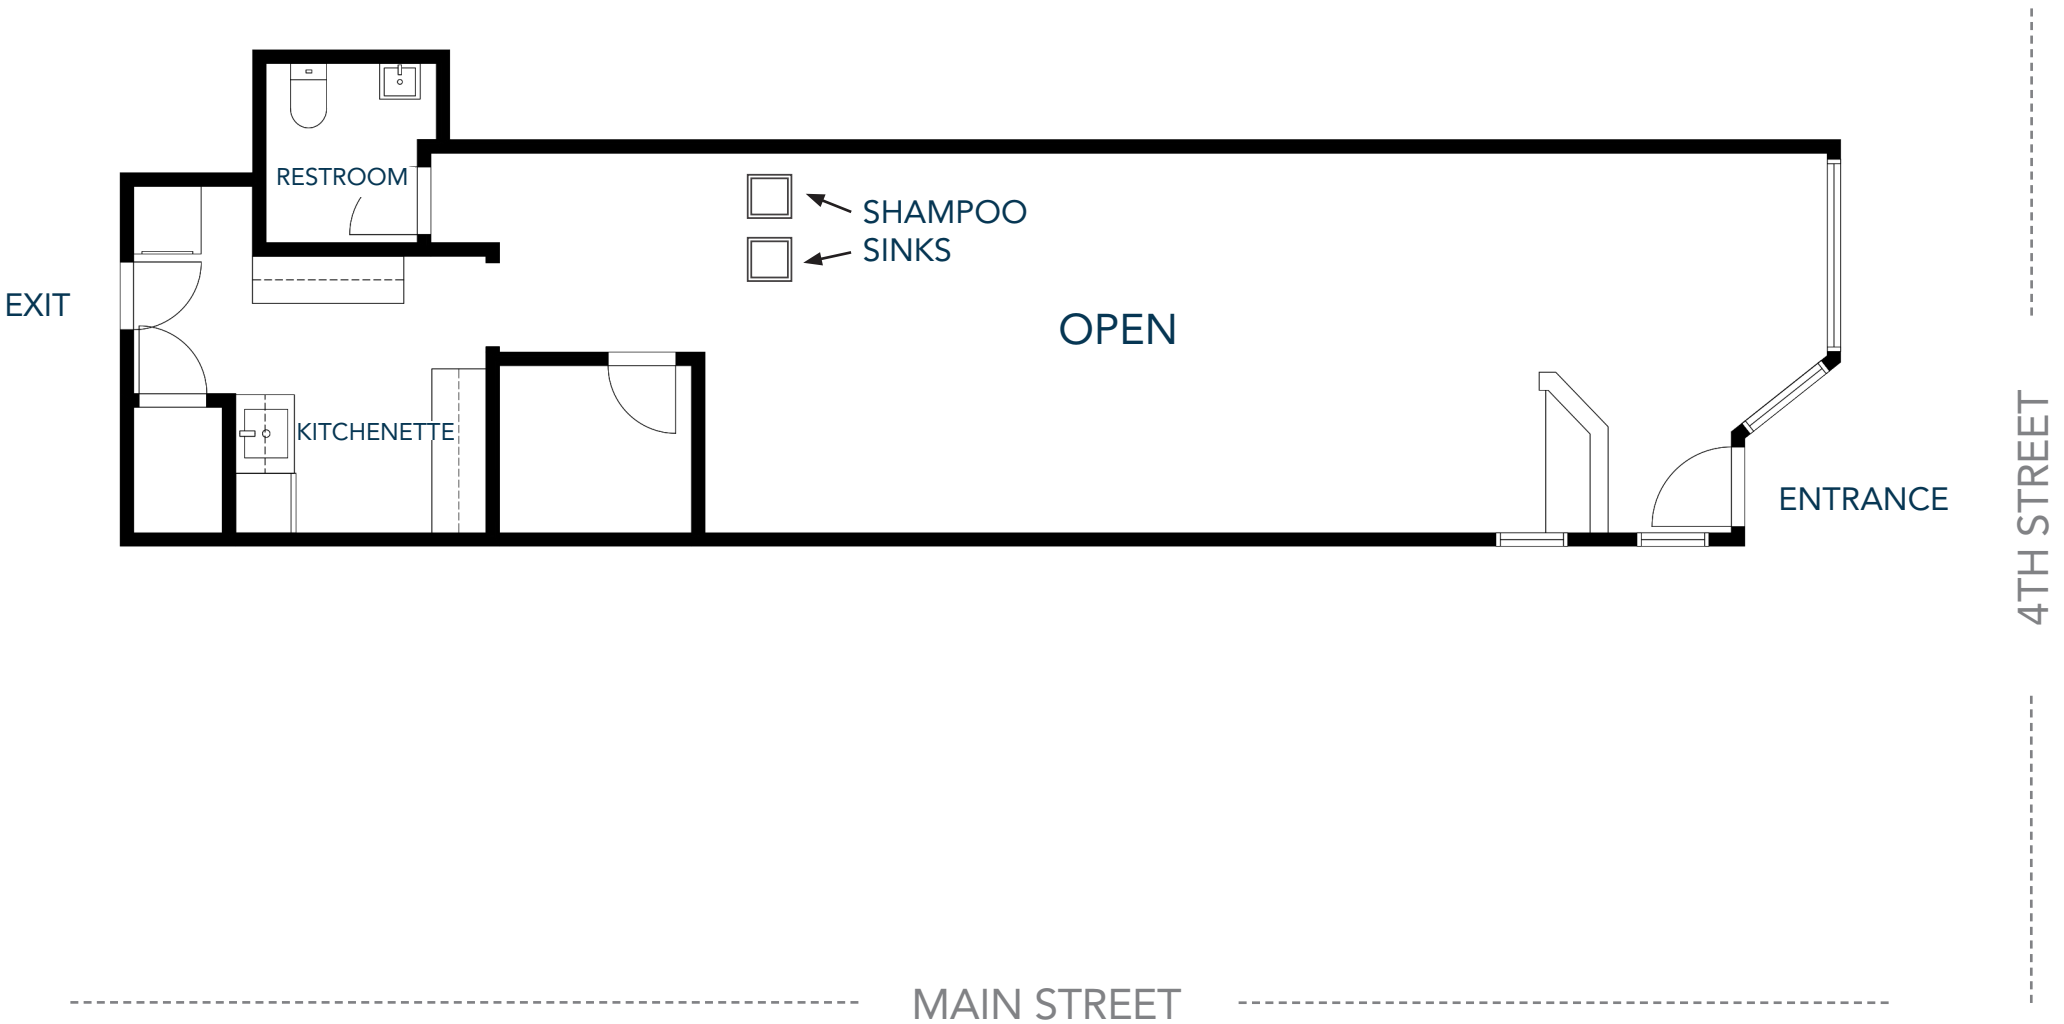 RESTROOM
SHAMPOO
SINKS
EXIT
OPEN
KITCHENETTE
ENTRANCE
4TH STREET
MAIN STREET